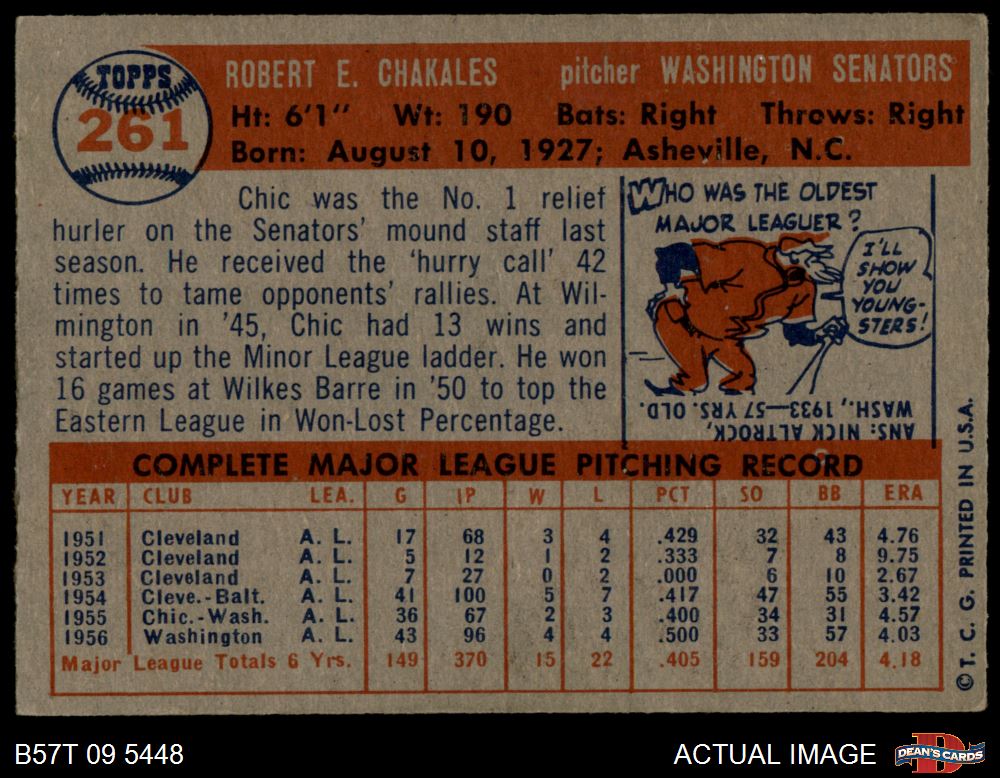 TOPPS
261
ROBERT E. CHAKALES pitcher WASHINGTON SENATORS
Ht: 6'1" Wt: 190 Bats: Right Throws: Right
Born: August 10, 1927; Asheville, N.C.
Chic was the No. 1 relief
hurler on the Senators' mound staff last
season. He received the 'hurry call' 42
times to tame opponents' rallies. At Wil-
mington in '45, Chic had 13 wins and
started up the Minor League ladder. He won
16 games at Wilkes Barre in '50 to top the
Eastern League in Won-Lost Percentage.
WHO WAS THE OLDEST
MAJOR LEAGUER?
I'LL
SHOW
YOU
YOUNG-
STERS!
ANS: NICK ALTROCK,
WASH., 1933-57 YRS. OLD.
COMPLETE MAJOR LEAGUE PITCHING RECORD
YEAR CLUB LEA. G IP W L PCT SO BB ERA
1951 Cleveland A. L. 17 68 3 4 .429 32 43 4.76
1952 Cleveland A. L. 5 12 1 2 .333 7 8 9.75
1953 Cleveland A. L. 7 27 0 2 .000 6 10 2.67
1954 Cleve.-Balt. A. L. 41 100 5 7 .417 47 55 3.42
1955 Chic.-Wash. A. L. 36 67 2 3 .400 34 31 4.57
1956 Washington A. L. 43 96 4 4 .500 33 57 4.03
Major League Totals 6 Yrs. 149 370 15 22 .405 159 204 4.18
©T. C. G. PRINTED IN U.S.A.
B57T 09 5448
ACTUAL IMAGE
D
DEAN'S CARDS